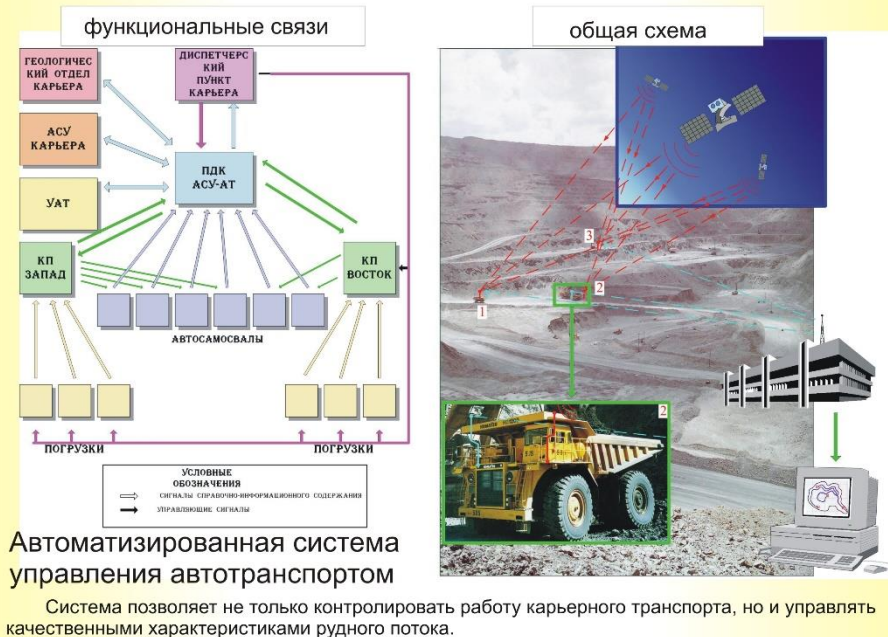 функциональные связи
общая схема
ГЕОЛОГИЧЕС
КИЙ ОТДЕЛ
КАРЬЕРА
ДИСПЕТЧЕР
СКИЙ
ПУНКТ
КАРЬЕРА
АСУ
КАРЬЕРА
ПДК
АСУ-АТ
УАТ
КП
ЗАПАД
КП
ВОСТОК
3
2
1
АВТОСАМОСВАЛЫ
2
ПОГРУЗКИ
ПОГРУЗКИ
УСЛОВНЫЕ
ОБОЗНАЧЕНИЯ
СИГНАЛЫ СПРАВОЧНО-ИНФОРМАЦИОННОГО СОДЕРЖАНИЯ
УПРАВЛЯЮЩИЕ СИГНАЛЫ
Автоматизированная система
управления автотранспортом
Система позволяет не только контролировать работу карьерного транспорта, но и управлять
качественными характеристиками рудного потока.